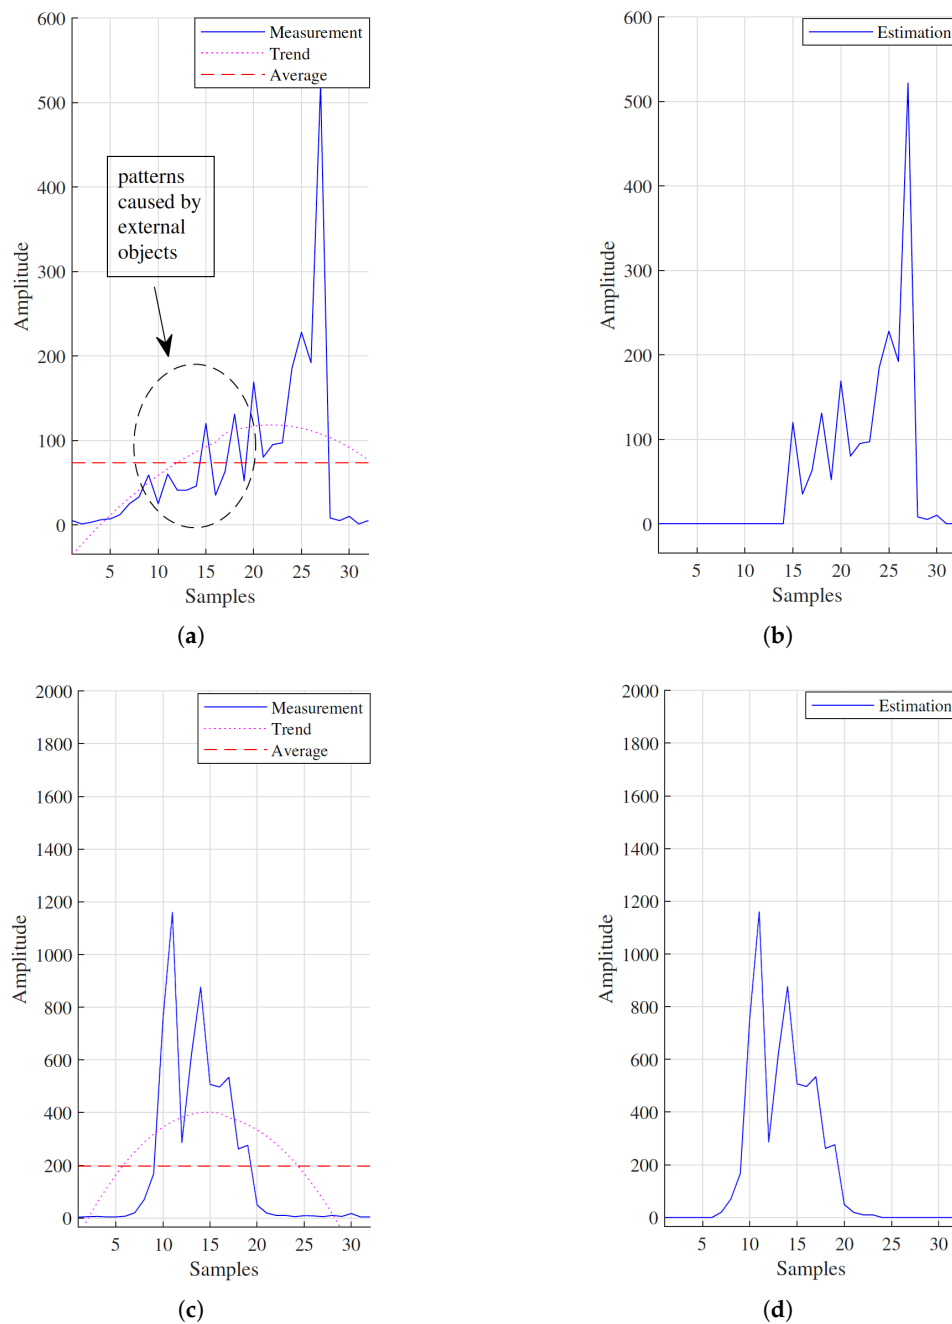 600
500
400
300
200
100
0
5
10
15
20
25
30
Amplitude
Samples
Measurement
Trend
Average
patterns
caused by
external
objects
(a)
600
500
400
300
200
100
0
5
10
15
20
25
30
Amplitude
Samples
Estimation
(b)
2000
1800
1600
1400
1200
1000
800
600
400
200
0
5
10
15
20
25
30
Amplitude
Samples
Measurement
Trend
Average
(c)
2000
1800
1600
1400
1200
1000
800
600
400
200
0
5
10
15
20
25
30
Amplitude
Samples
Estimation
(d)